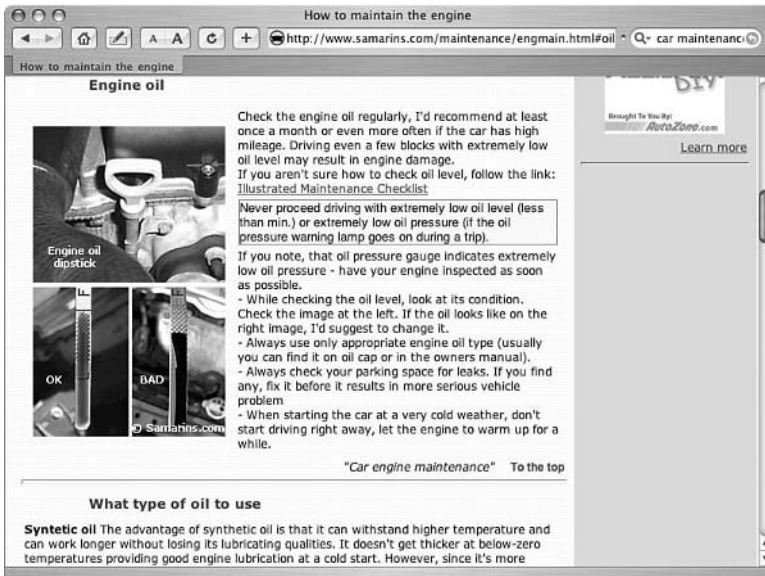 How to maintain the engine
A A
http://www.samarins.com/maintenance/engmain.html#oil
car maintenanc
How to maintain the engine
Engine oil
DIY!
Brought To You By:
AutoZone.com
Learn more
Check the engine oil regularly, I'd recommend at least
once a month or even more often if the car has high
mileage. Driving even a few blocks with extremely low
oil level may result in engine damage.
If you aren't sure how to check oil level, follow the link:
Illustrated Maintenance Checklist
Never proceed driving with extremely low oil level (less
than min.) or extremely low oil pressure (if the oil
pressure warning lamp goes on during a trip).
Engine oil
dipstick
If you note, that oil pressure gauge indicates extremely
low oil pressure - have your engine inspected as soon
as possible.
- While checking the oil level, look at its condition.
Check the image at the left. If the oil looks like on the
right image, I'd suggest to change it.
- Always use only appropriate engine oil type (usually
you can find it on oil cap or in the owners manual).
- Always check your parking space for leaks. If you find
any, fix it before it results in more serious vehicle
problem
- When starting the car at a very cold weather, don't
start driving right away, let the engine to warm up for a
while.
F
F
OK
BAD
© Samarins.com
"Car engine maintenance" To the top
What type of oil to use
Syntetic oil The advantage of synthetic oil is that it can withstand higher temperature and
can work longer without losing its lubricating qualities. It doesn't get thicker at below-zero
temperatures providing good engine lubrication at a cold start. However, since it's more